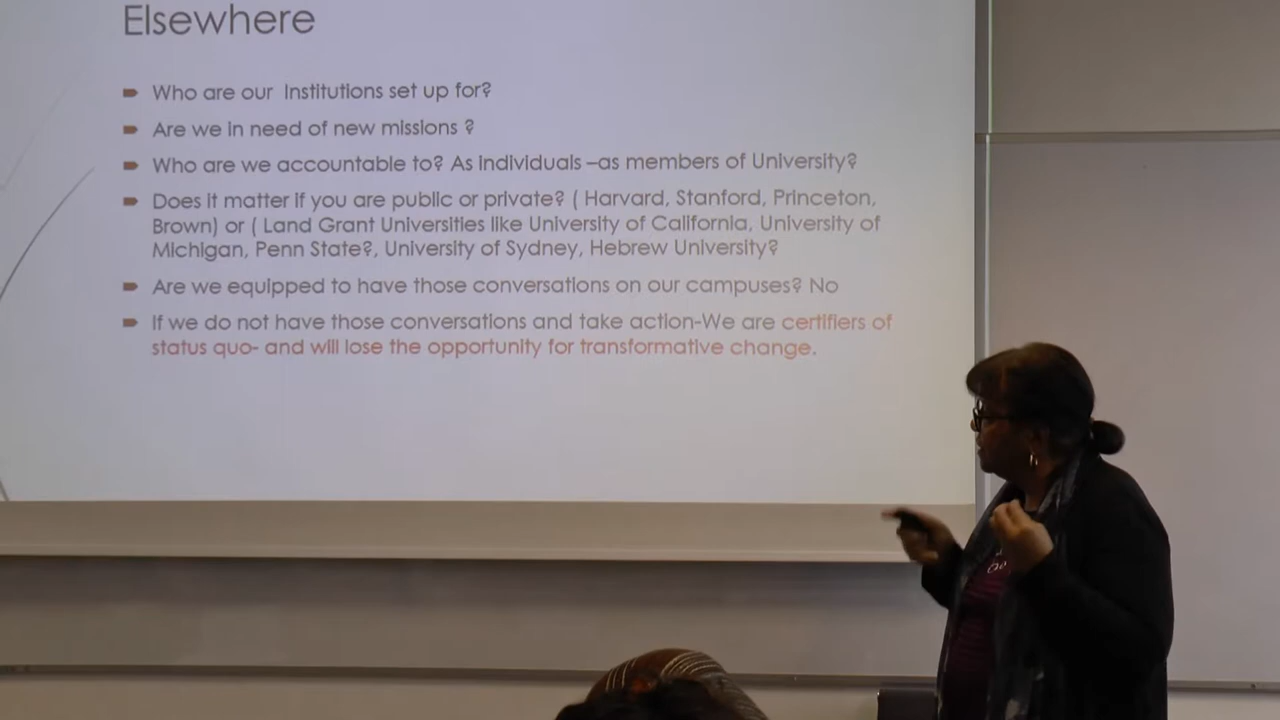 Elsewhere
Who are our Institutions set up for?
Are we in need of new missions ?
Who are we accountable to? As individuals –as members of University?
Does it matter if you are public or private? ( Harvard, Stanford, Princeton,
Brown) or ( Land Grant Universities like University of California, University of
Michigan, Penn State?, University of Sydney, Hebrew University?
Are we equipped to have those conversations on our campuses? No
If we do not have those conversations and take action-We are certifiers of
status quo- and will lose the opportunity for transformative change.